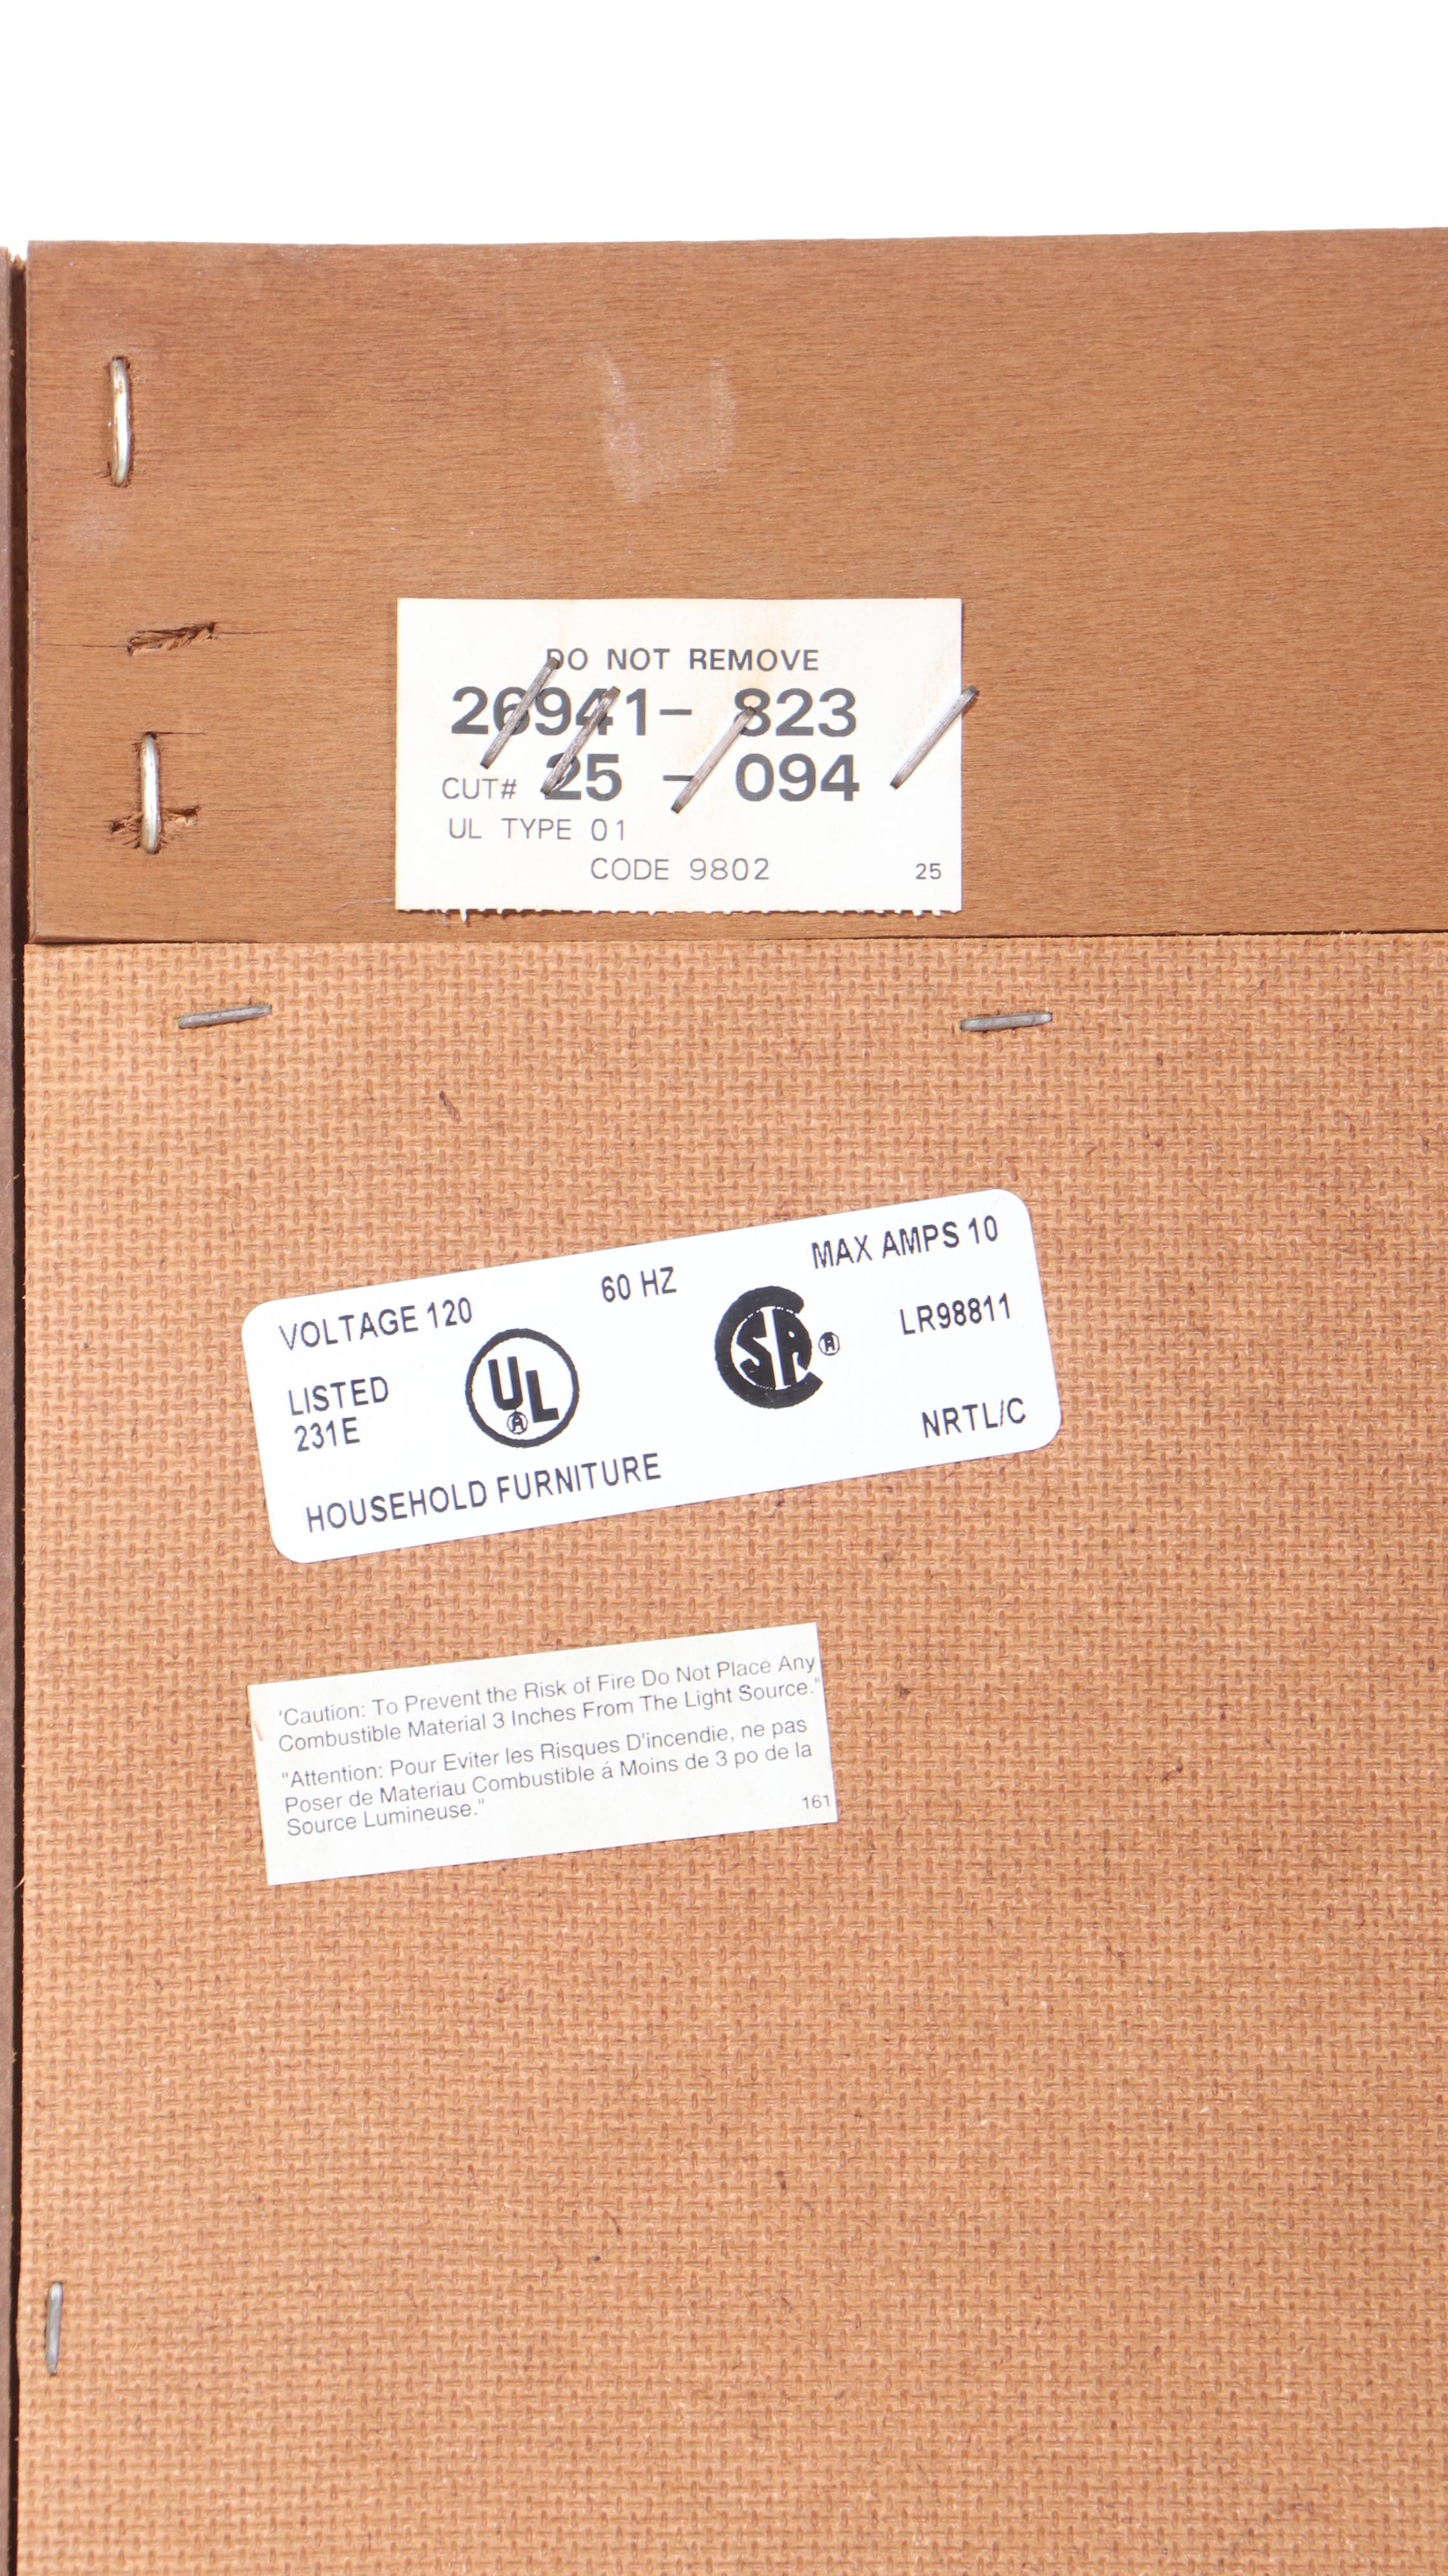 DO NOT REMOVE
26941- 823
CUT# 25 - 094
UL TYPE 01
CODE 9802 25
VOLTAGE 120 60 HZ MAX AMPS 10
LISTED
231E
UL ®
SA ®
LR98811
NRTL/C
HOUSEHOLD FURNITURE
'Caution: To Prevent the Risk of Fire Do Not Place Any
Combustible Material 3 Inches From The Light Source."
"Attention: Pour Eviter les Risques D'incendie, ne pas
Poser de Materiau Combustible á Moins de 3 po de la
Source Lumineuse."
161